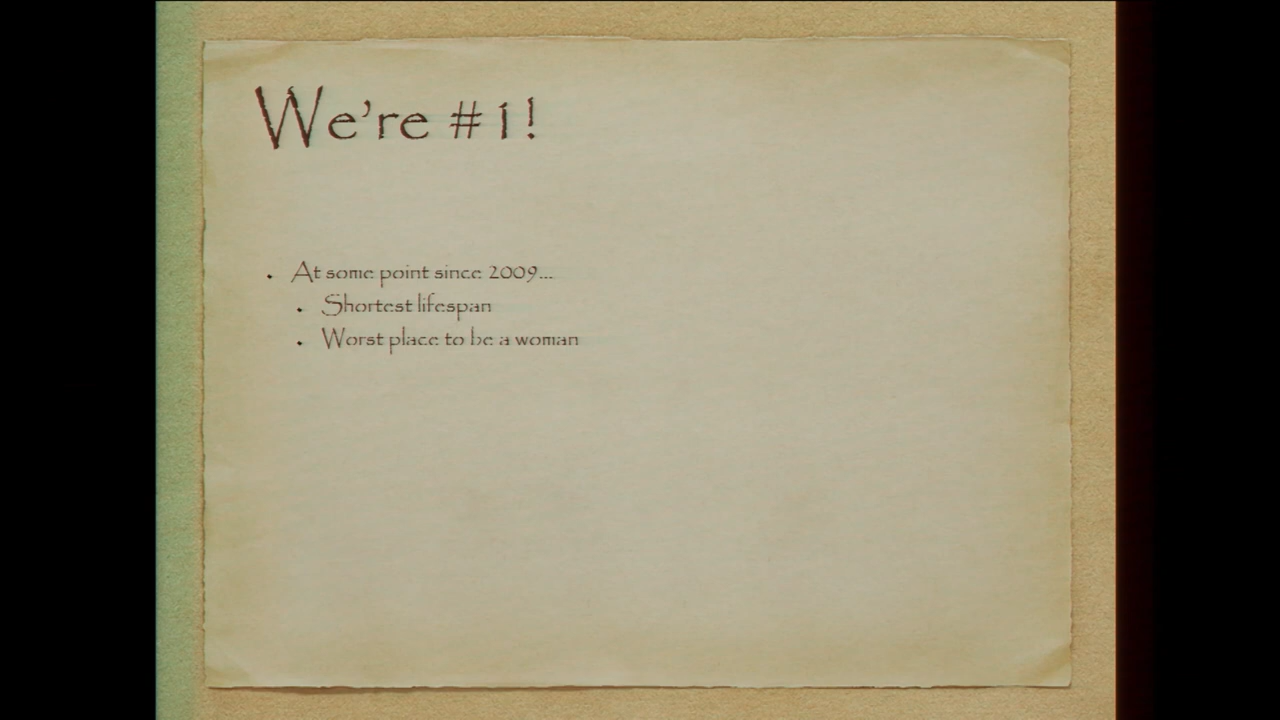 We're #1!
At some point since 2009...
Shortest lifespan
Worst place to be a woman